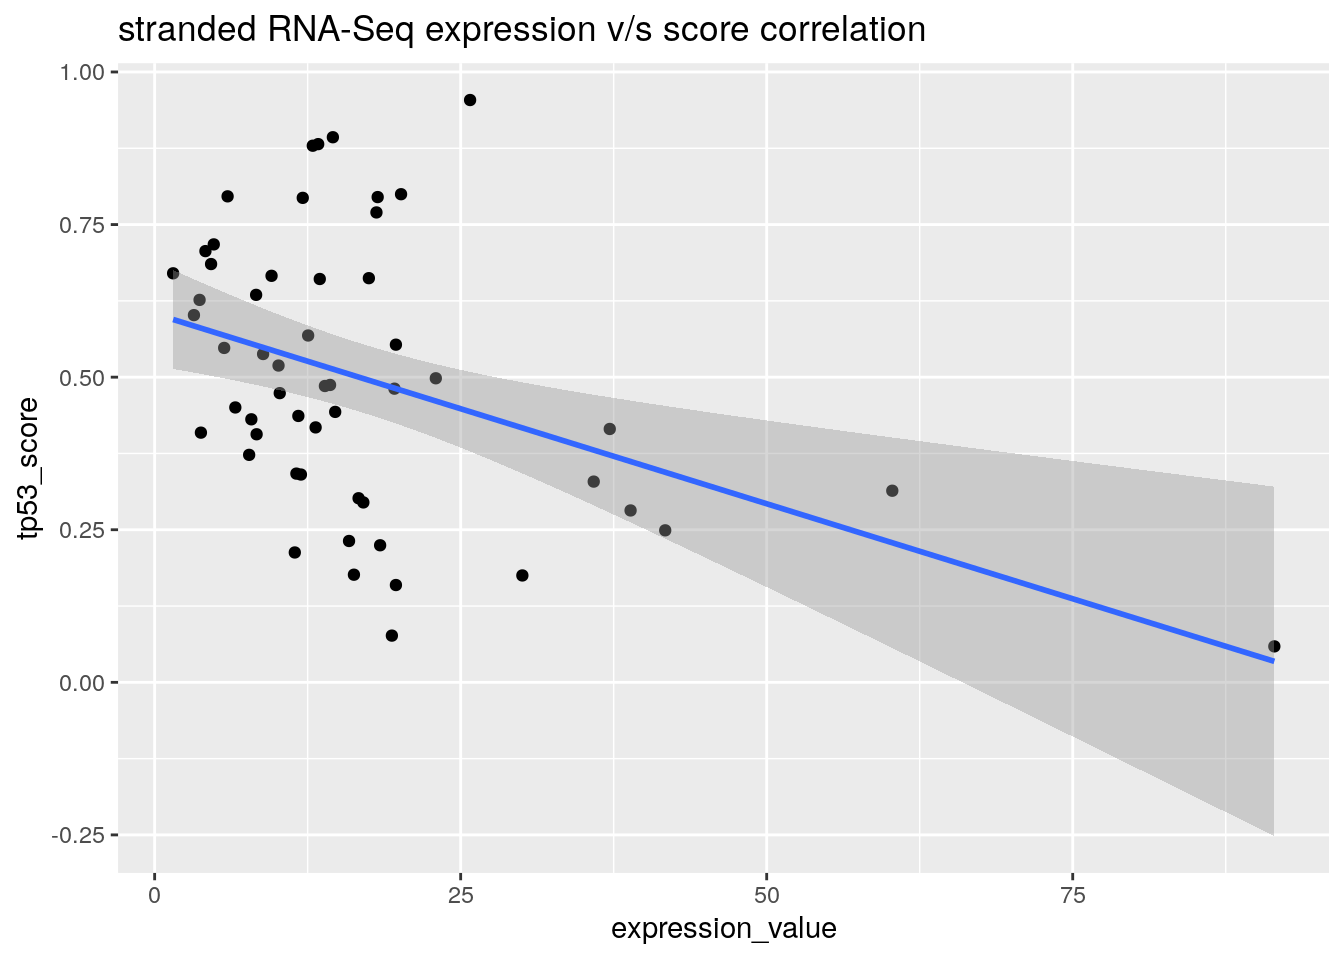 stranded RNA-Seq expression v/s score correlation
1.00
0.75
0.50
0.25
0.00
-0.25
tp53_score
0 25 50 75
expression_value